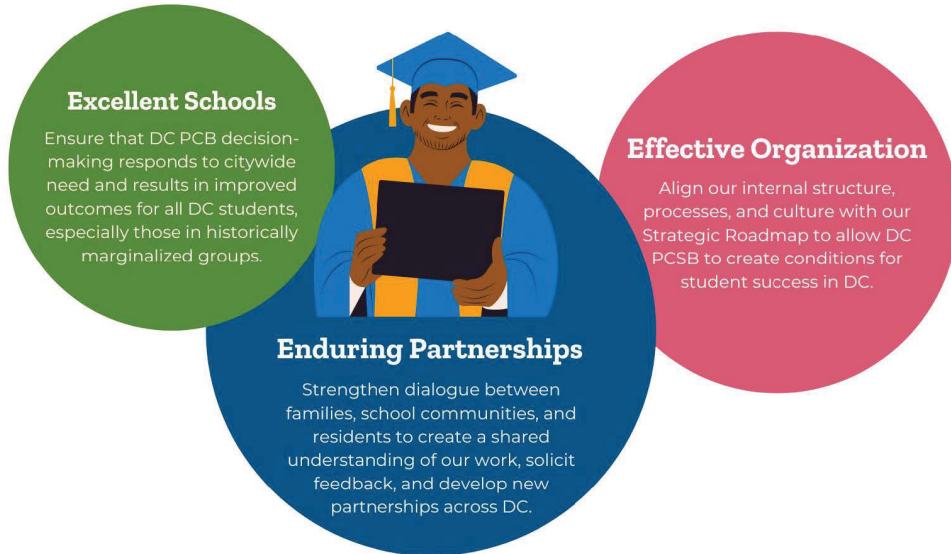 Excellent Schools
Ensure that DC PCB decision-
making responds to citywide
need and results in improved
outcomes for all DC students,
especially those in historically
marginalized groups.
Enduring Partnerships
Strengthen dialogue between
families, school communities, and
residents to create a shared
understanding of our work, solicit
feedback, and develop new
partnerships across DC.
Effective Organization
Align our internal structure,
processes, and culture with our
Strategic Roadmap to allow DC
PCSB to create conditions for
student success in DC.